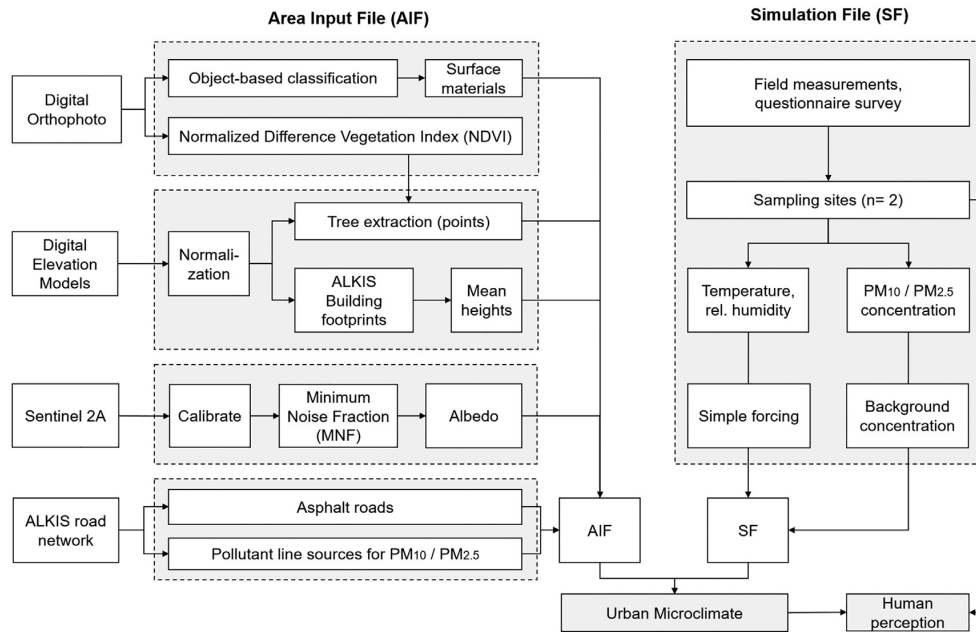 Area Input File (AIF)
Simulation File (SF)
Digital
Orthophoto
Object-based classification
Surface
materials
Normalized Difference Vegetation Index (NDVI)
Digital
Elevation
Models
Normali-
zation
Tree extraction (points)
ALKIS
Building
footprints
Mean
heights
Sentinel 2A
Calibrate
Minimum
Noise Fraction
(MNF)
Albedo
ALKIS road
network
Asphalt roads
Pollutant line sources for PM10 / PM2.5
AIF
Field measurements,
questionnaire survey
Sampling sites (n= 2)
Temperature,
rel. humidity
PM10 / PM2.5
concentration
Simple forcing
Background
concentration
SF
Urban Microclimate
Human
perception